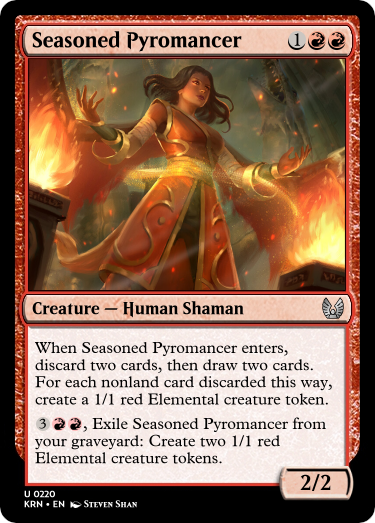 Seasoned Pyromancer 1
Creature — Human Shaman
When Seasoned Pyromancer enters,
discard two cards, then draw two cards.
For each nonland card discarded this way,
create a 1/1 red Elemental creature token.
3, Exile Seasoned Pyromancer from
your graveyard: Create two 1/1 red
Elemental creature tokens.
2/2
U 0220
KRN • EN Steven Shan